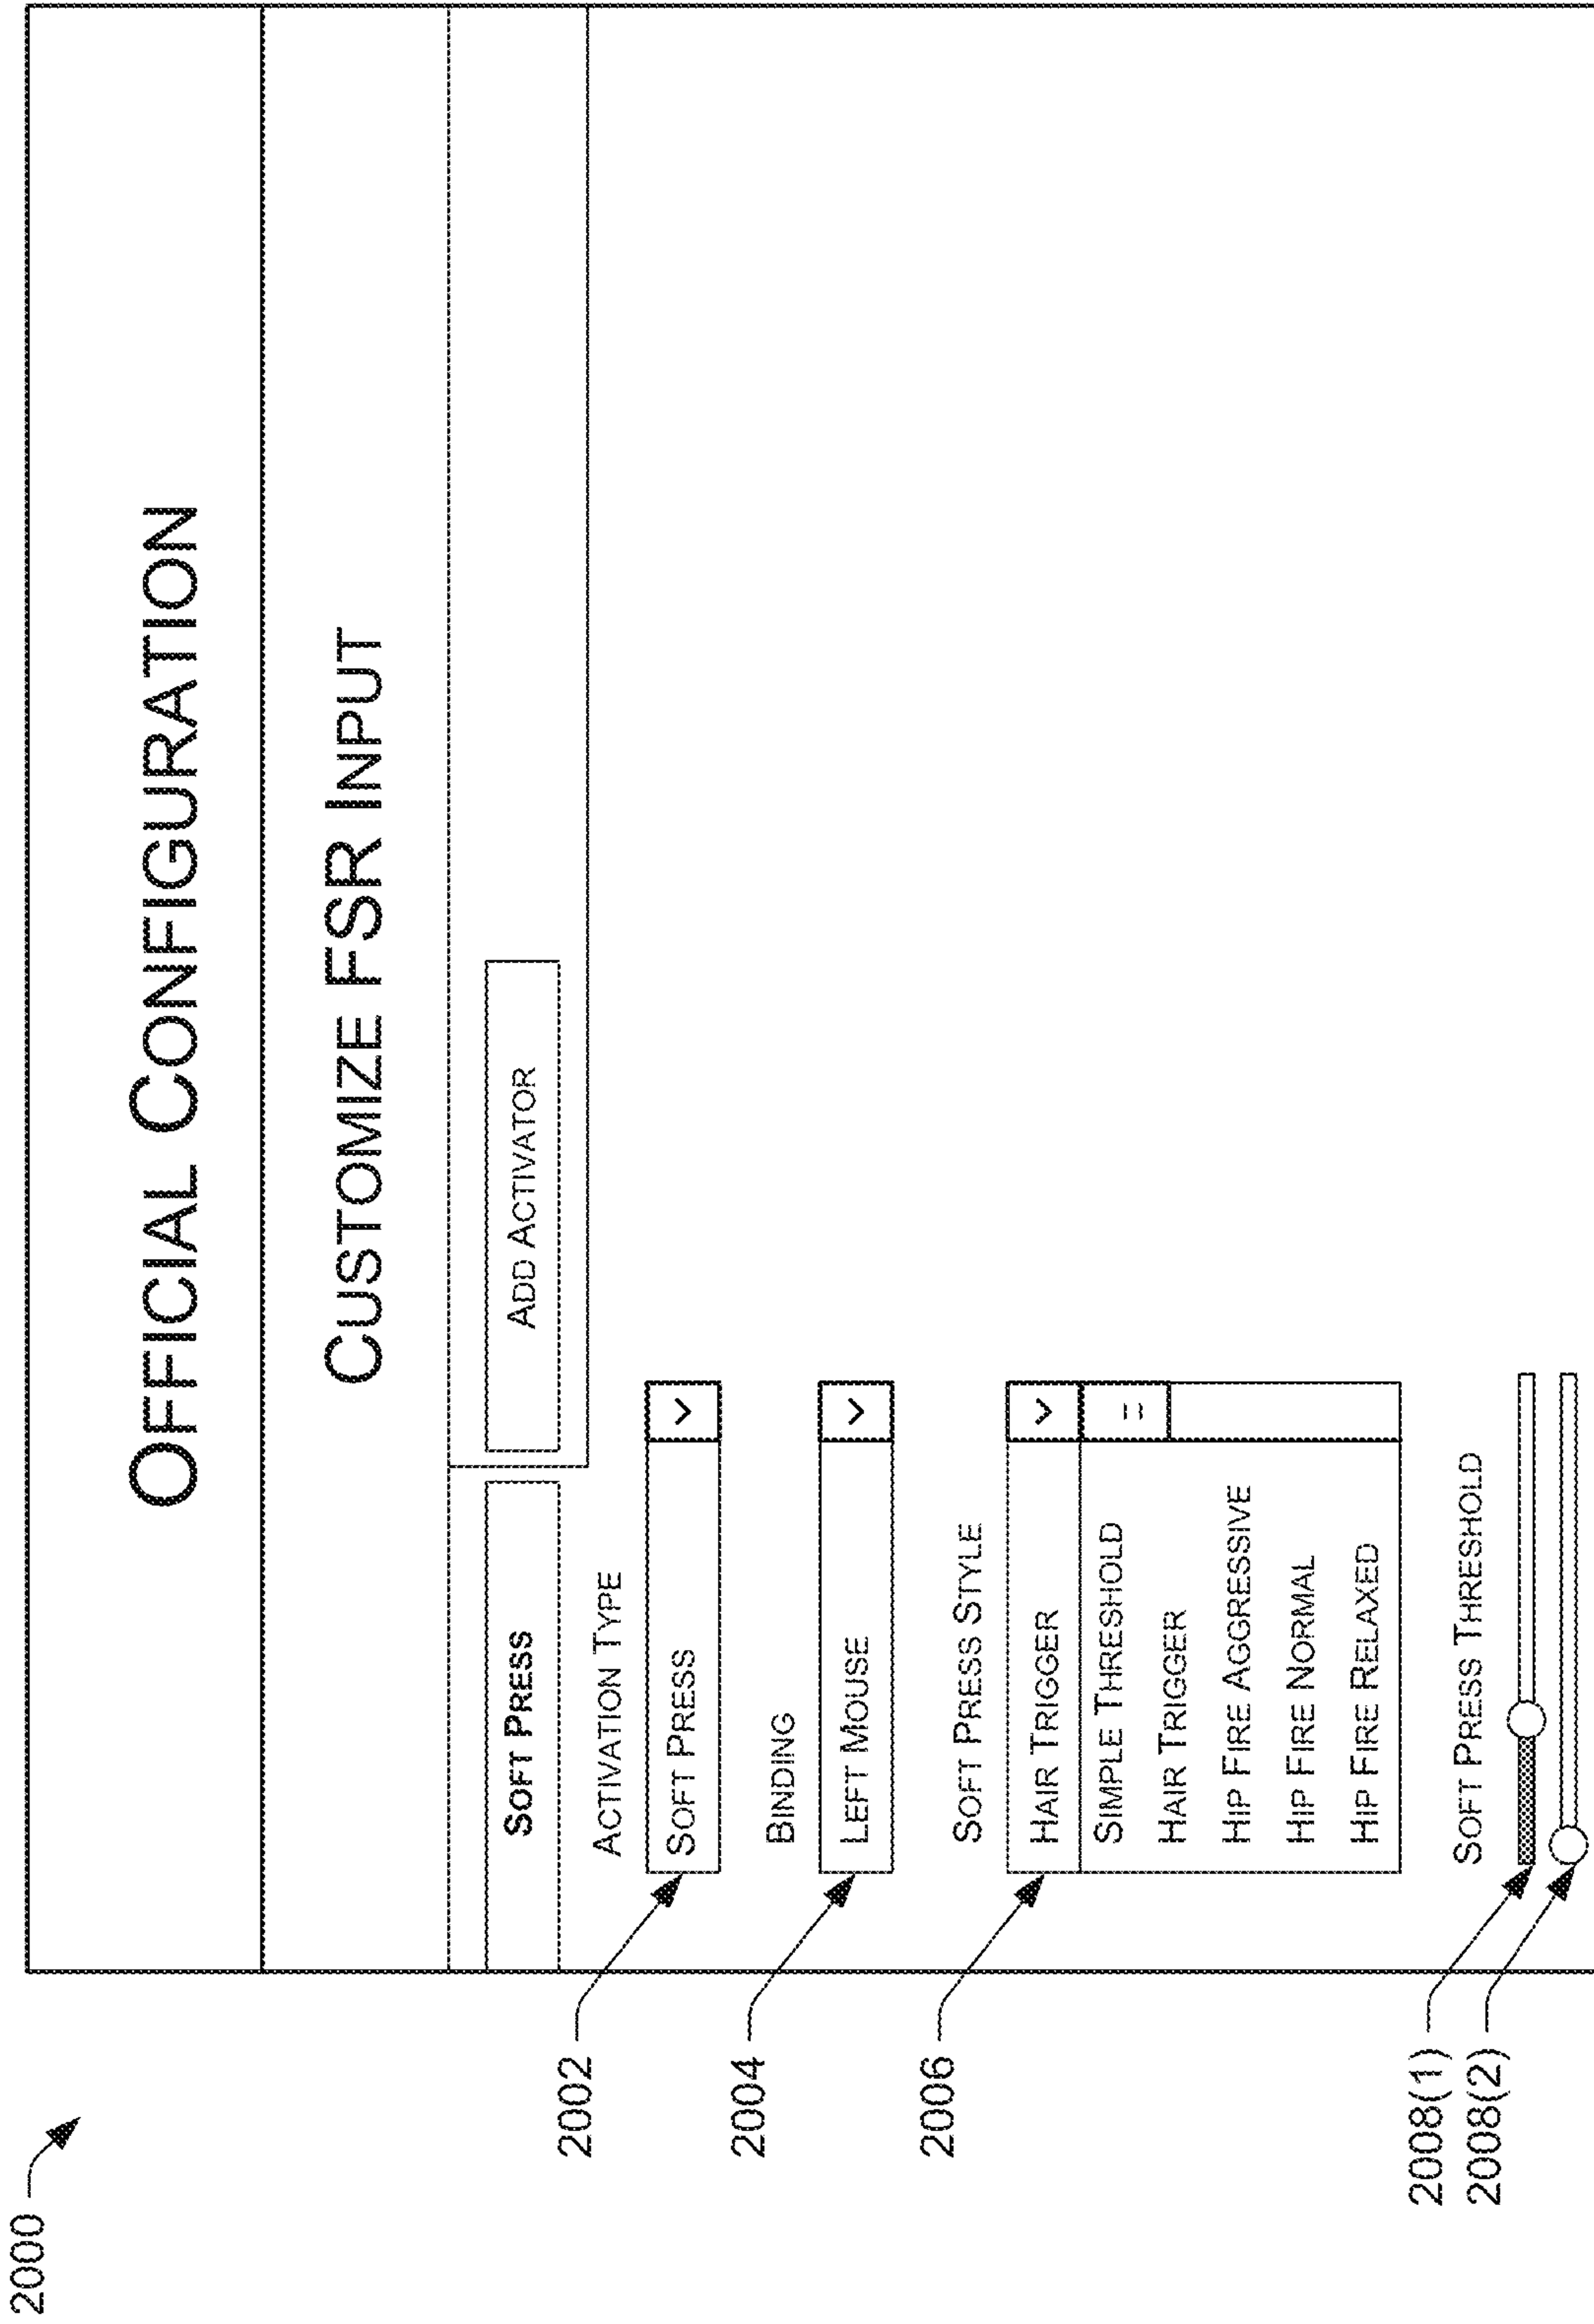 2000
OFFICIAL CONFIGURATION
CUSTOMIZE FSR INPUT
SOFT PRESS
ADD ACTIVATOR
ACTIVATION TYPE
2002
SOFT PRESS
BINDING
2004
LEFT MOUSE
SOFT PRESS STYLE
2006
HAIR TRIGGER
SIMPLE THRESHOLD
=
HAIR TRIGGER
HIP FIRE AGGRESSIVE
HIP FIRE NORMAL
HIP FIRE RELAXED
SOFT PRESS THRESHOLD
2008(1)
2008(2)